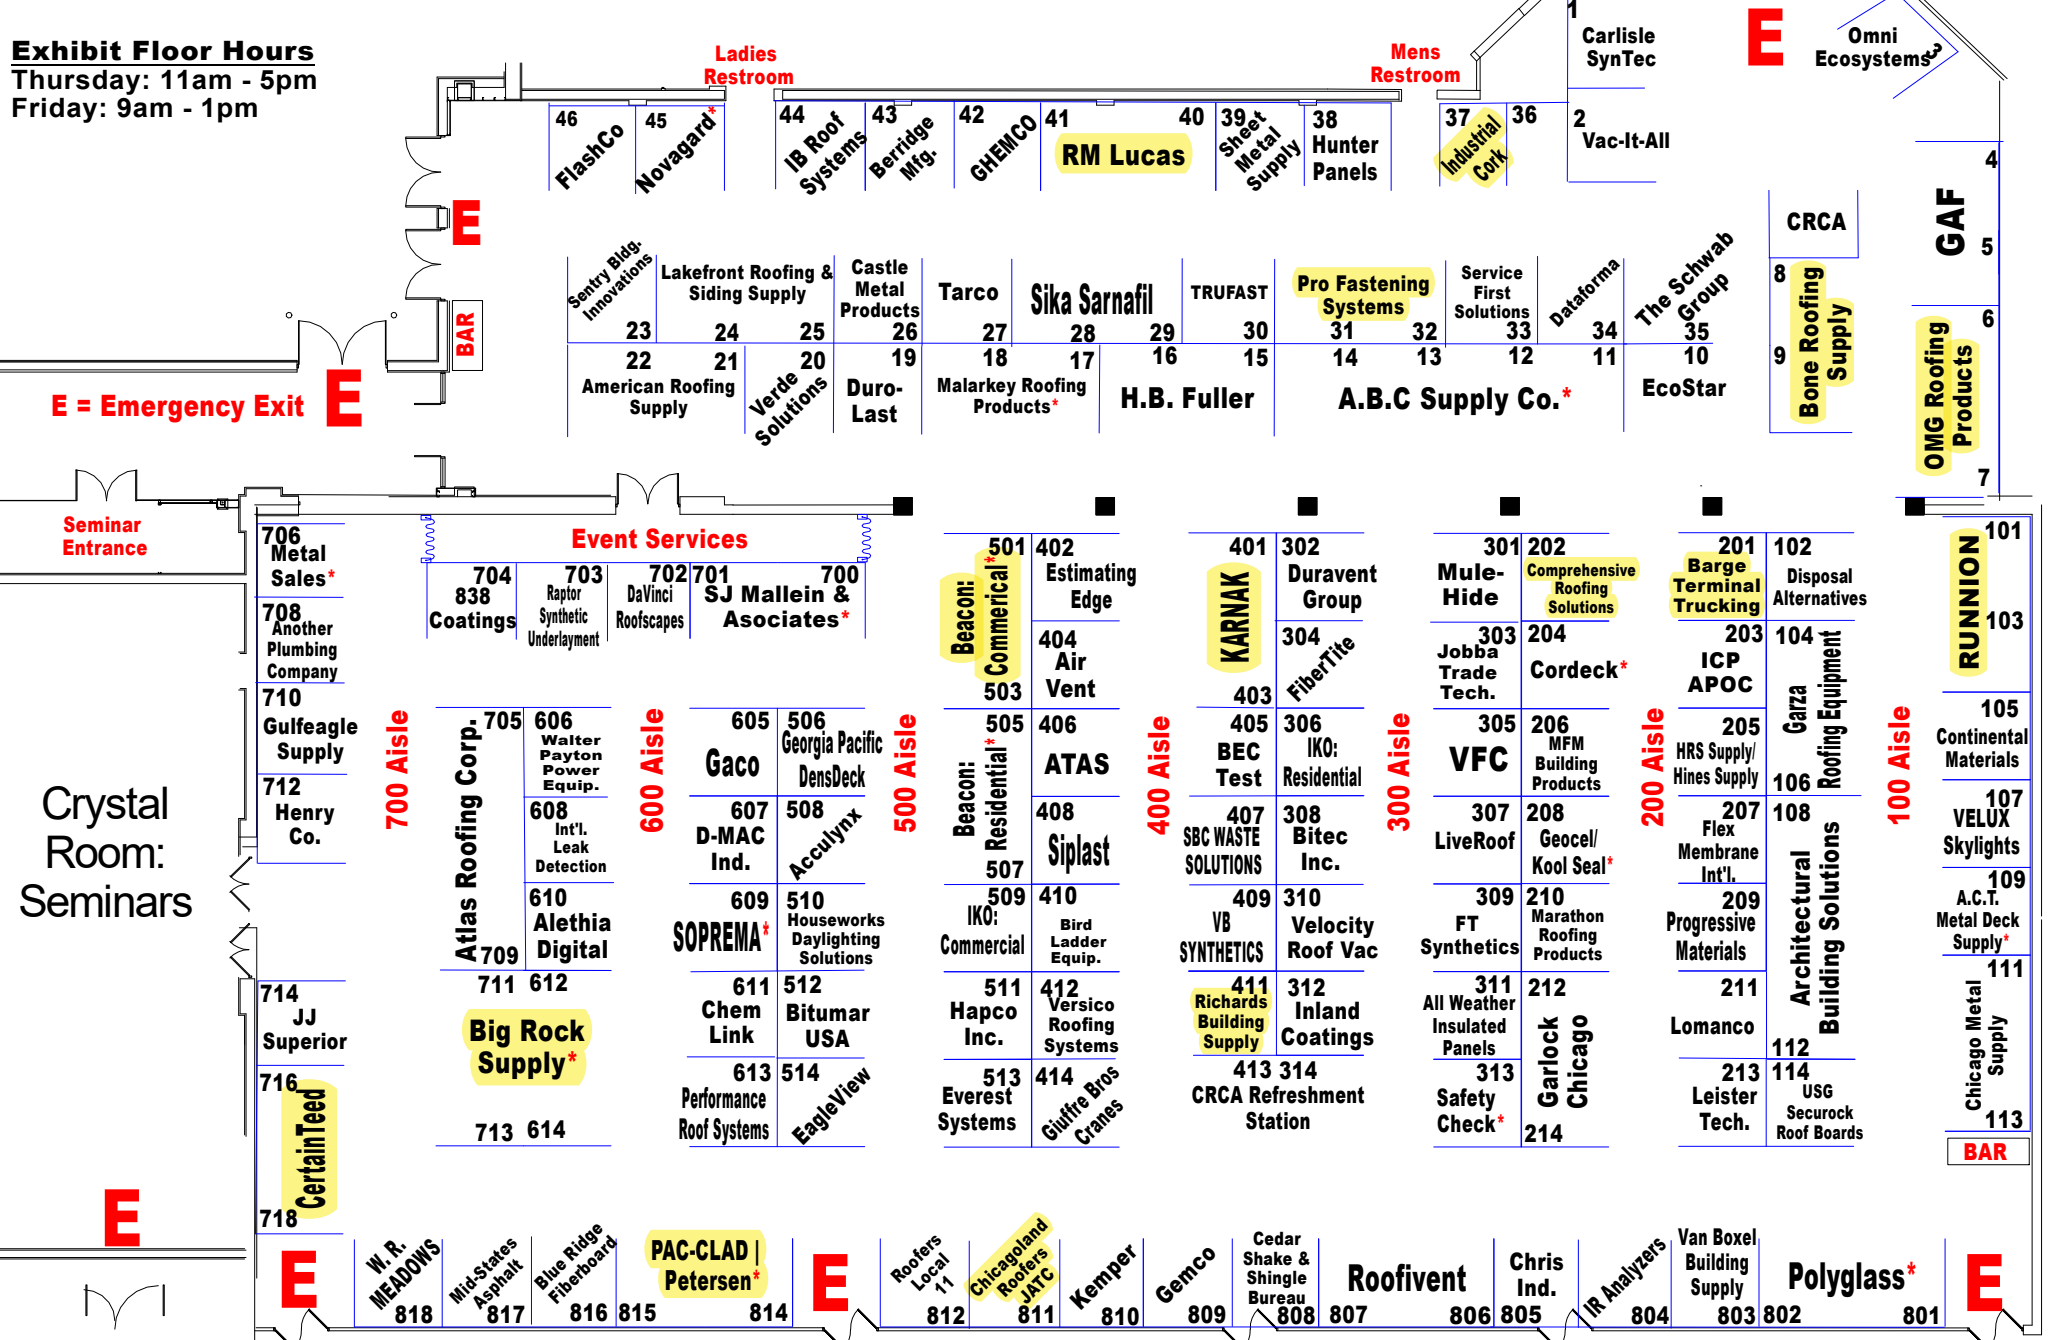 Exhibit Floor Hours
Thursday: 11am - 5pm
Friday: 9am - 1pm
Ladies
Restroom
Mens
Restroom
1
Carlisle
SynTec
E
Omni
Ecosystems
3
46
FlashCo
45
Novagard*
44
IB Roof
Systems
43
Berridge
Mfg.
42
GHEMCO
41
40
RM Lucas
39
Sheet
Metal
Supply
38
Hunter
Panels
37
Industrial
Cork
36
2
Vac-It-All
4
GAF
5
E
CRCA
Sentry Bldg.
Innovations
23
Lakefront Roofing &
Siding Supply
24
25
Castle
Metal
Products
26
Tarco
27
Sika Sarnafil
28
29
TRUFAST
30
Pro Fastening
Systems
31
32
Service
First
Solutions
33
Dataforma
34
The Schwab
Group
35
8
9
Bone Roofing
Supply
6
OMG Roofing
Products
7
BAR
E
E = Emergency Exit
22
21
American Roofing
Supply
20
Verde
Solutions
19
Duro-
Last
18
17
Malarkey Roofing
Products*
16
15
H.B. Fuller
14
13
12
11
A.B.C Supply Co.*
10
EcoStar
Seminar
Entrance
Event Services
706
Metal
Sales*
708
Another
Plumbing
Company
710
Gulfeagle
Supply
712
Henry
Co.
714
JJ
Superior
716
CertainTeed
718
Crystal
Room:
Seminars
E
704
838
Coatings
703
Raptor
Synthetic
Underlayment
702
DaVinci
Roofscapes
701
700
SJ Mallein &
Asociates*
700 Aisle
705
Atlas Roofing Corp.
709
606
Walter
Payton
Power
Equip.
608
Int'l.
Leak
Detection
610
Alethia
Digital
711
612
Big Rock
Supply*
713
614
600 Aisle
605
Gaco
506
Georgia Pacific
DensDeck
607
D-MAC
Ind.
508
Acculynx
609
SOPREMA*
510
Houseworks
Daylighting
Solutions
611
Chem
Link
512
Bitumar
USA
613
Performance
Roof Systems
514
EagleView
500 Aisle
501
Beacon:
Commerical*
503
402
Estimating
Edge
404
Air
Vent
505
Beacon:
Residential*
507
406
ATAS
408
Siplast
509
IKO:
Commercial
410
Bird
Ladder
Equip.
511
Hapco
Inc.
412
Versico
Roofing
Systems
513
Everest
Systems
414
Giuffre Bros
Cranes
400 Aisle
401
KARNAK
403
302
Duravent
Group
304
FiberTite
405
BEC
Test
306
IKO:
Residential
407
SBC WASTE
SOLUTIONS
308
Bitec
Inc.
409
VB
SYNTHETICS
310
Velocity
Roof Vac
411
Richards
Building
Supply
312
Inland
Coatings
413
314
CRCA Refreshment
Station
300 Aisle
301
Mule-
Hide
202
Comprehensive
Roofing
Solutions
303
Jobba
Trade
Tech.
204
Cordeck*
305
VFC
206
MFM
Building
Products
307
LiveRoof
208
Geocel/
Kool Seal*
309
FT
Synthetics
210
Marathon
Roofing
Products
311
All Weather
Insulated
Panels
212
Garlock
Chicago
214
313
Safety
Check*
200 Aisle
201
Barge
Terminal
Trucking
102
Disposal
Alternatives
203
ICP
APOC
104
Garza
Roofing Equipment
106
205
HRS Supply/
Hines Supply
207
Flex
Membrane
Int'l.
108
Architectural
Building Solutions
112
209
Progressive
Materials
211
Lomanco
213
Leister
Tech.
114
USG
Securock
Roof Boards
100 Aisle
101
RUNNION
103
105
Continental
Materials
107
VELUX
Skylights
109
A.C.T.
Metal Deck
Supply*
111
Chicago Metal
Supply
113
BAR
E
W. R.
MEADOWS
818
Mid-States
Asphalt
817
Blue Ridge
Fiberboard
816
815
PAC-CLAD |
Petersen*
814
E
Roofers
Local
11
812
Chicagoland
Roofers
JATC
811
Kemper
810
Gemco
809
Cedar
Shake &
Shingle
Bureau
808
807
Roofivent
806
Chris
Ind.
805
IR Analyzers
804
Van Boxel
Building
Supply
803
802
Polyglass*
801
E